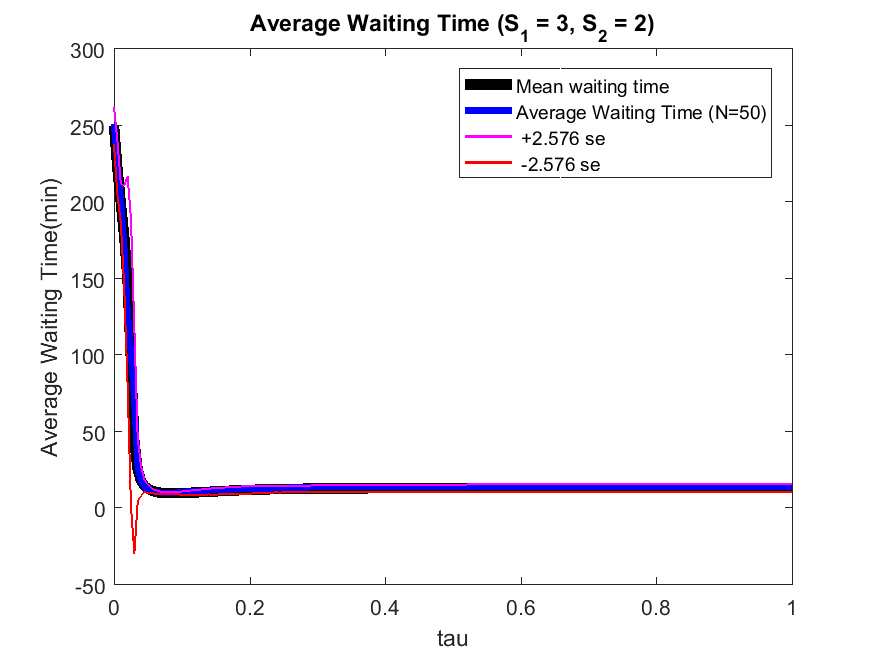 Average Waiting Time (S₁ = 3, S₂ = 2)
300
250
200
150
100
50
0
-50
Average Waiting Time(min)
Mean waiting time
Average Waiting Time (N=50)
+2.576 se
-2.576 se
0 0.2 0.4 0.6 0.8 1
tau